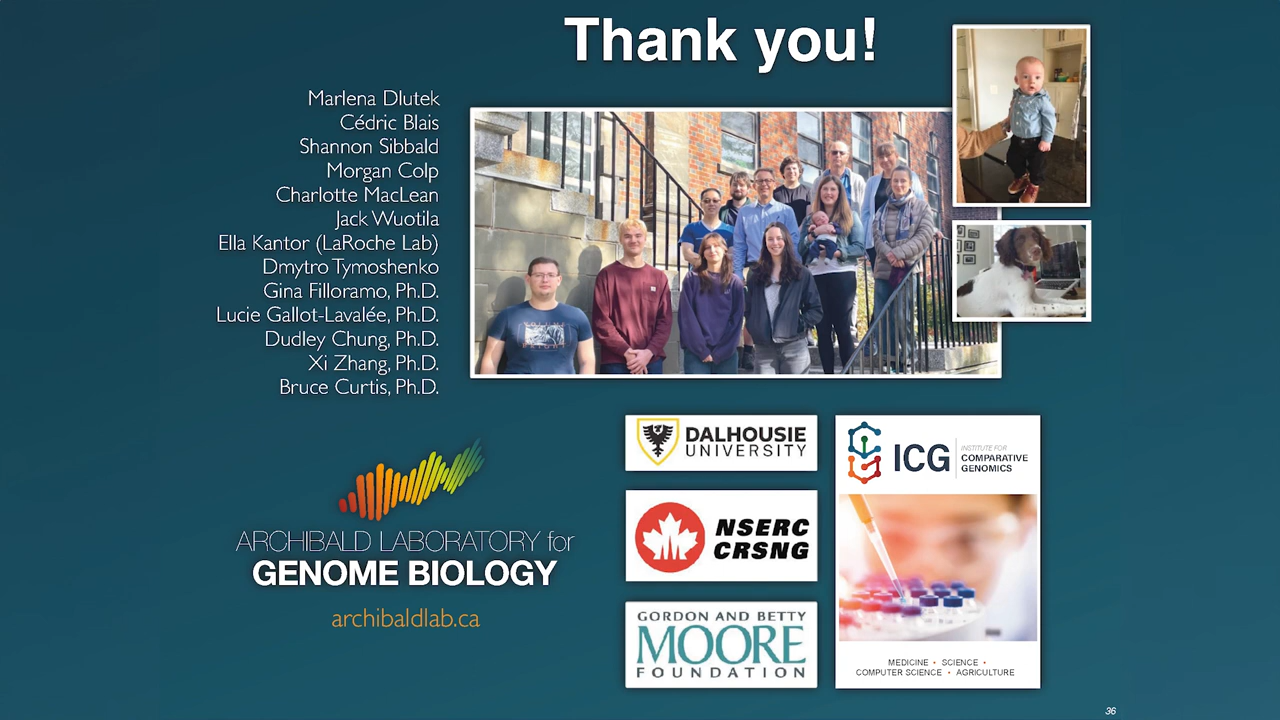 Thank you!
Marlena Dlutek
Cédric Blais
Shannon Sibbald
Morgan Colp
Charlotte MacLean
Jack Wuotila
Ella Kantor (LaRoche Lab)
Dmytro Tymoshenko
Gina Filloramo, Ph.D.
Lucie Gallot-Lavalée, Ph.D.
Dudley Chung, Ph.D.
Xi Zhang, Ph.D.
Bruce Curtis, Ph.D.
ARCHIBALD LABORATORY for
GENOME BIOLOGY
archibaldlab.ca
DALHOUSIE
UNIVERSITY
NSERC
CRSNG
GORDON AND BETTY
MOORE
FOUNDATION
ICG
INSTITUTE FOR
COMPARATIVE
GENOMICS
MEDICINE • SCIENCE •
COMPUTER SCIENCE • AGRICULTURE
36